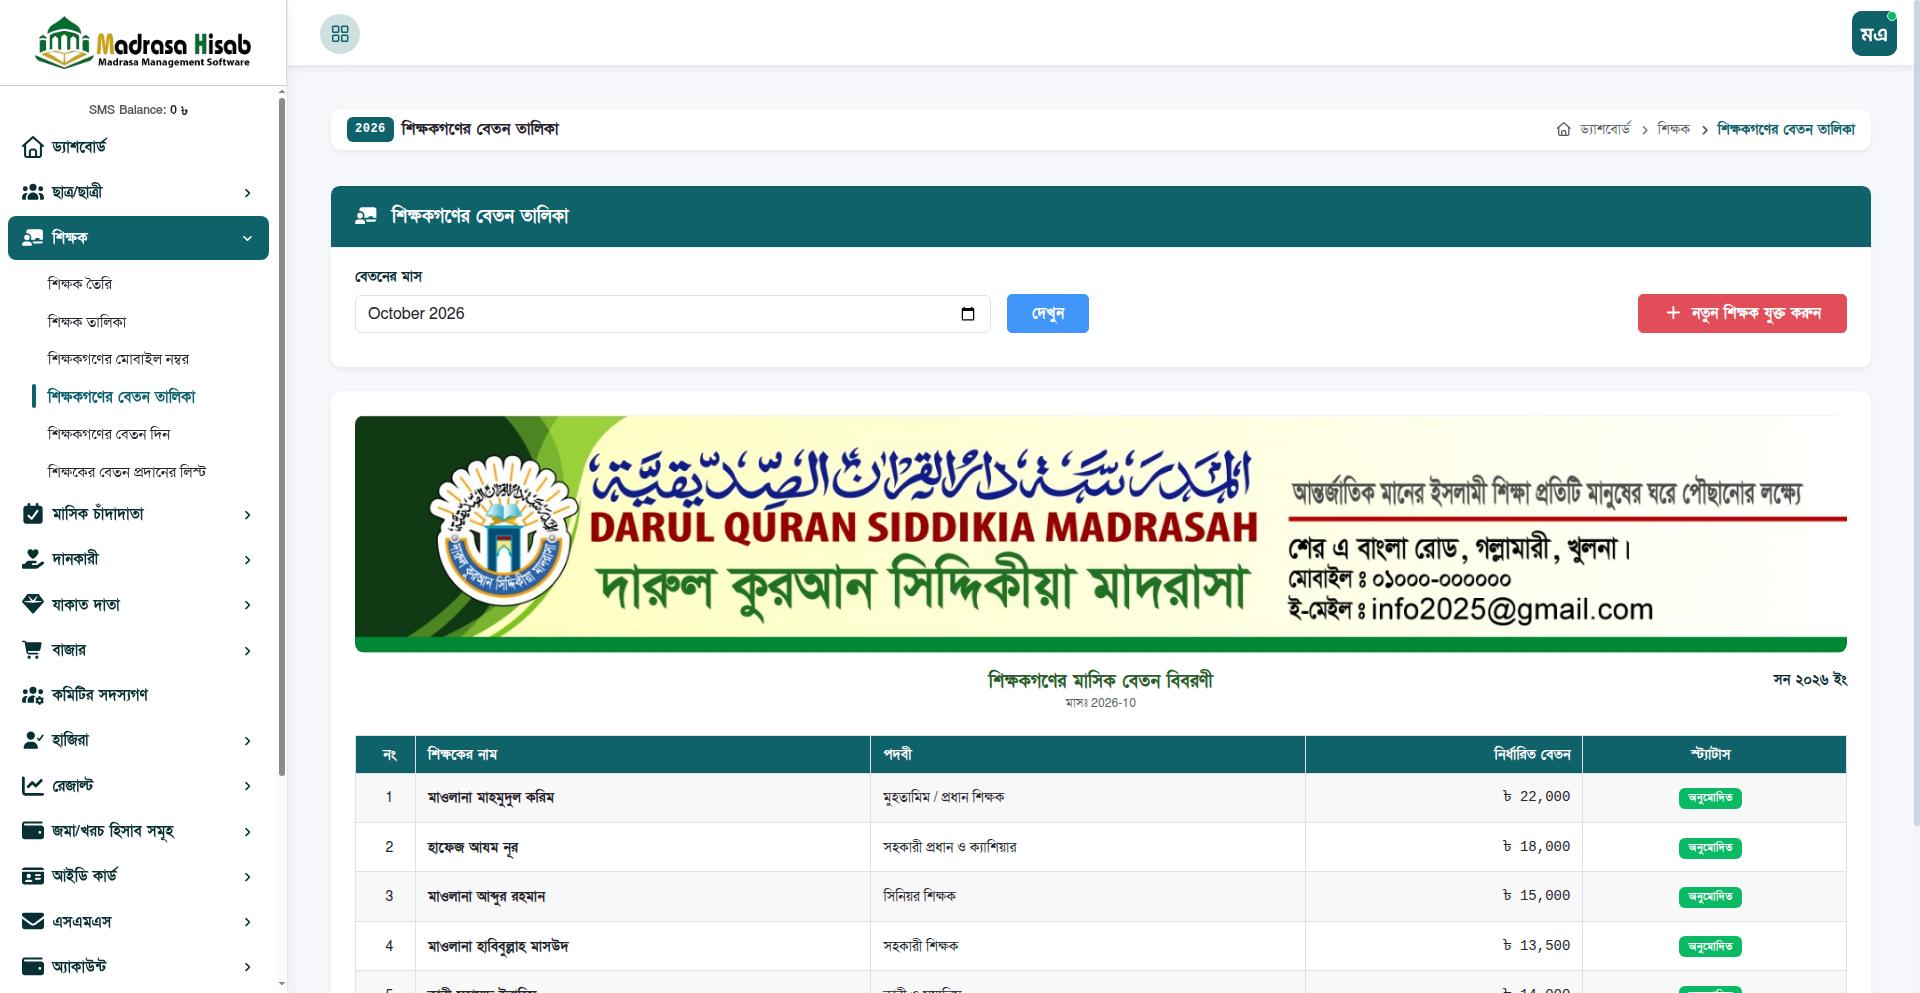 Madrasa Hisab
Madrasa Management Software
SMS Balance: 0 ৳
ড্যাশবোর্ড
ছাত্র/ছাত্রী
শিক্ষক
শিক্ষক তৈরি
শিক্ষক তালিকা
শিক্ষকগণের মোবাইল নম্বর
শিক্ষকগণের বেতন তালিকা
শিক্ষকগণের বেতন দিন
শিক্ষকের বেতন প্রদানের লিস্ট
মাসিক চাঁদাদাতা
দানকারী
যাকাত দাতা
বাজার
কমিটির সদস্যগণ
হাজিরা
রেজাল্ট
জমা/খরচ হিসাব সমূহ
আইডি কার্ড
এসএমএস
অ্যাকাউন্ট
মএ
2026 শিক্ষকগণের বেতন তালিকা
ড্যাশবোর্ড > শিক্ষক > শিক্ষকগণের বেতন তালিকা
শিক্ষকগণের বেতন তালিকা
বেতনের মাস
October 2026
দেখুন
+ নতুন শিক্ষক যুক্ত করুন
المدرسة دار القرآن الصديقية
DARUL QURAN SIDDIKIA MADRASAH
দারুল কুরআন সিদ্দিকীয়া মাদরাসা
আন্তর্জাতিক মানের ইসলামী শিক্ষা প্রতিটি মানুষের ঘরে পৌছানোর লক্ষ্যে
শের এ বাংলা রোড, গল্লামারী, খুলনা।
মোবাইল ঃ ০১০০০-০০০০০০
ই-মেইল ঃ info2025@gmail.com
শিক্ষকগণের মাসিক বেতন বিবরণী
মাসঃ 2026-10
সন ২০২৬ ইং
নং শিক্ষকের নাম পদবী নির্ধারিত বেতন স্ট্যাটাস
1 মাওলানা মাহমুদুল করিম মুহতামিম / প্রধান শিক্ষক ৳ 22,000 অনুমোদিত
2 হাফেজ আযম নূর সহকারী প্রধান ও ক্যাশিয়ার ৳ 18,000 অনুমোদিত
3 মাওলানা আব্দুর রহমান সিনিয়র শিক্ষক ৳ 15,000 অনুমোদিত
4 মাওলানা হাবিবুল্লাহ মাসউদ সহকারী শিক্ষক ৳ 13,500 অনুমোদিত